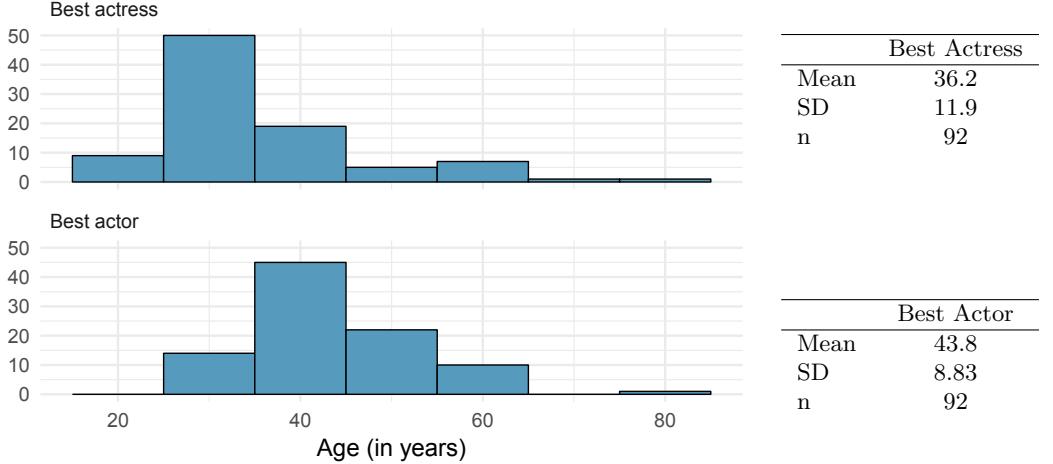 Best actress
50
40
30
20
10
0
Best Actress
Mean 36.2
SD 11.9
n 92
Best actor
50
40
30
20
10
0
20 40 60 80
Age (in years)
Best Actor
Mean 43.8
SD 8.83
n 92